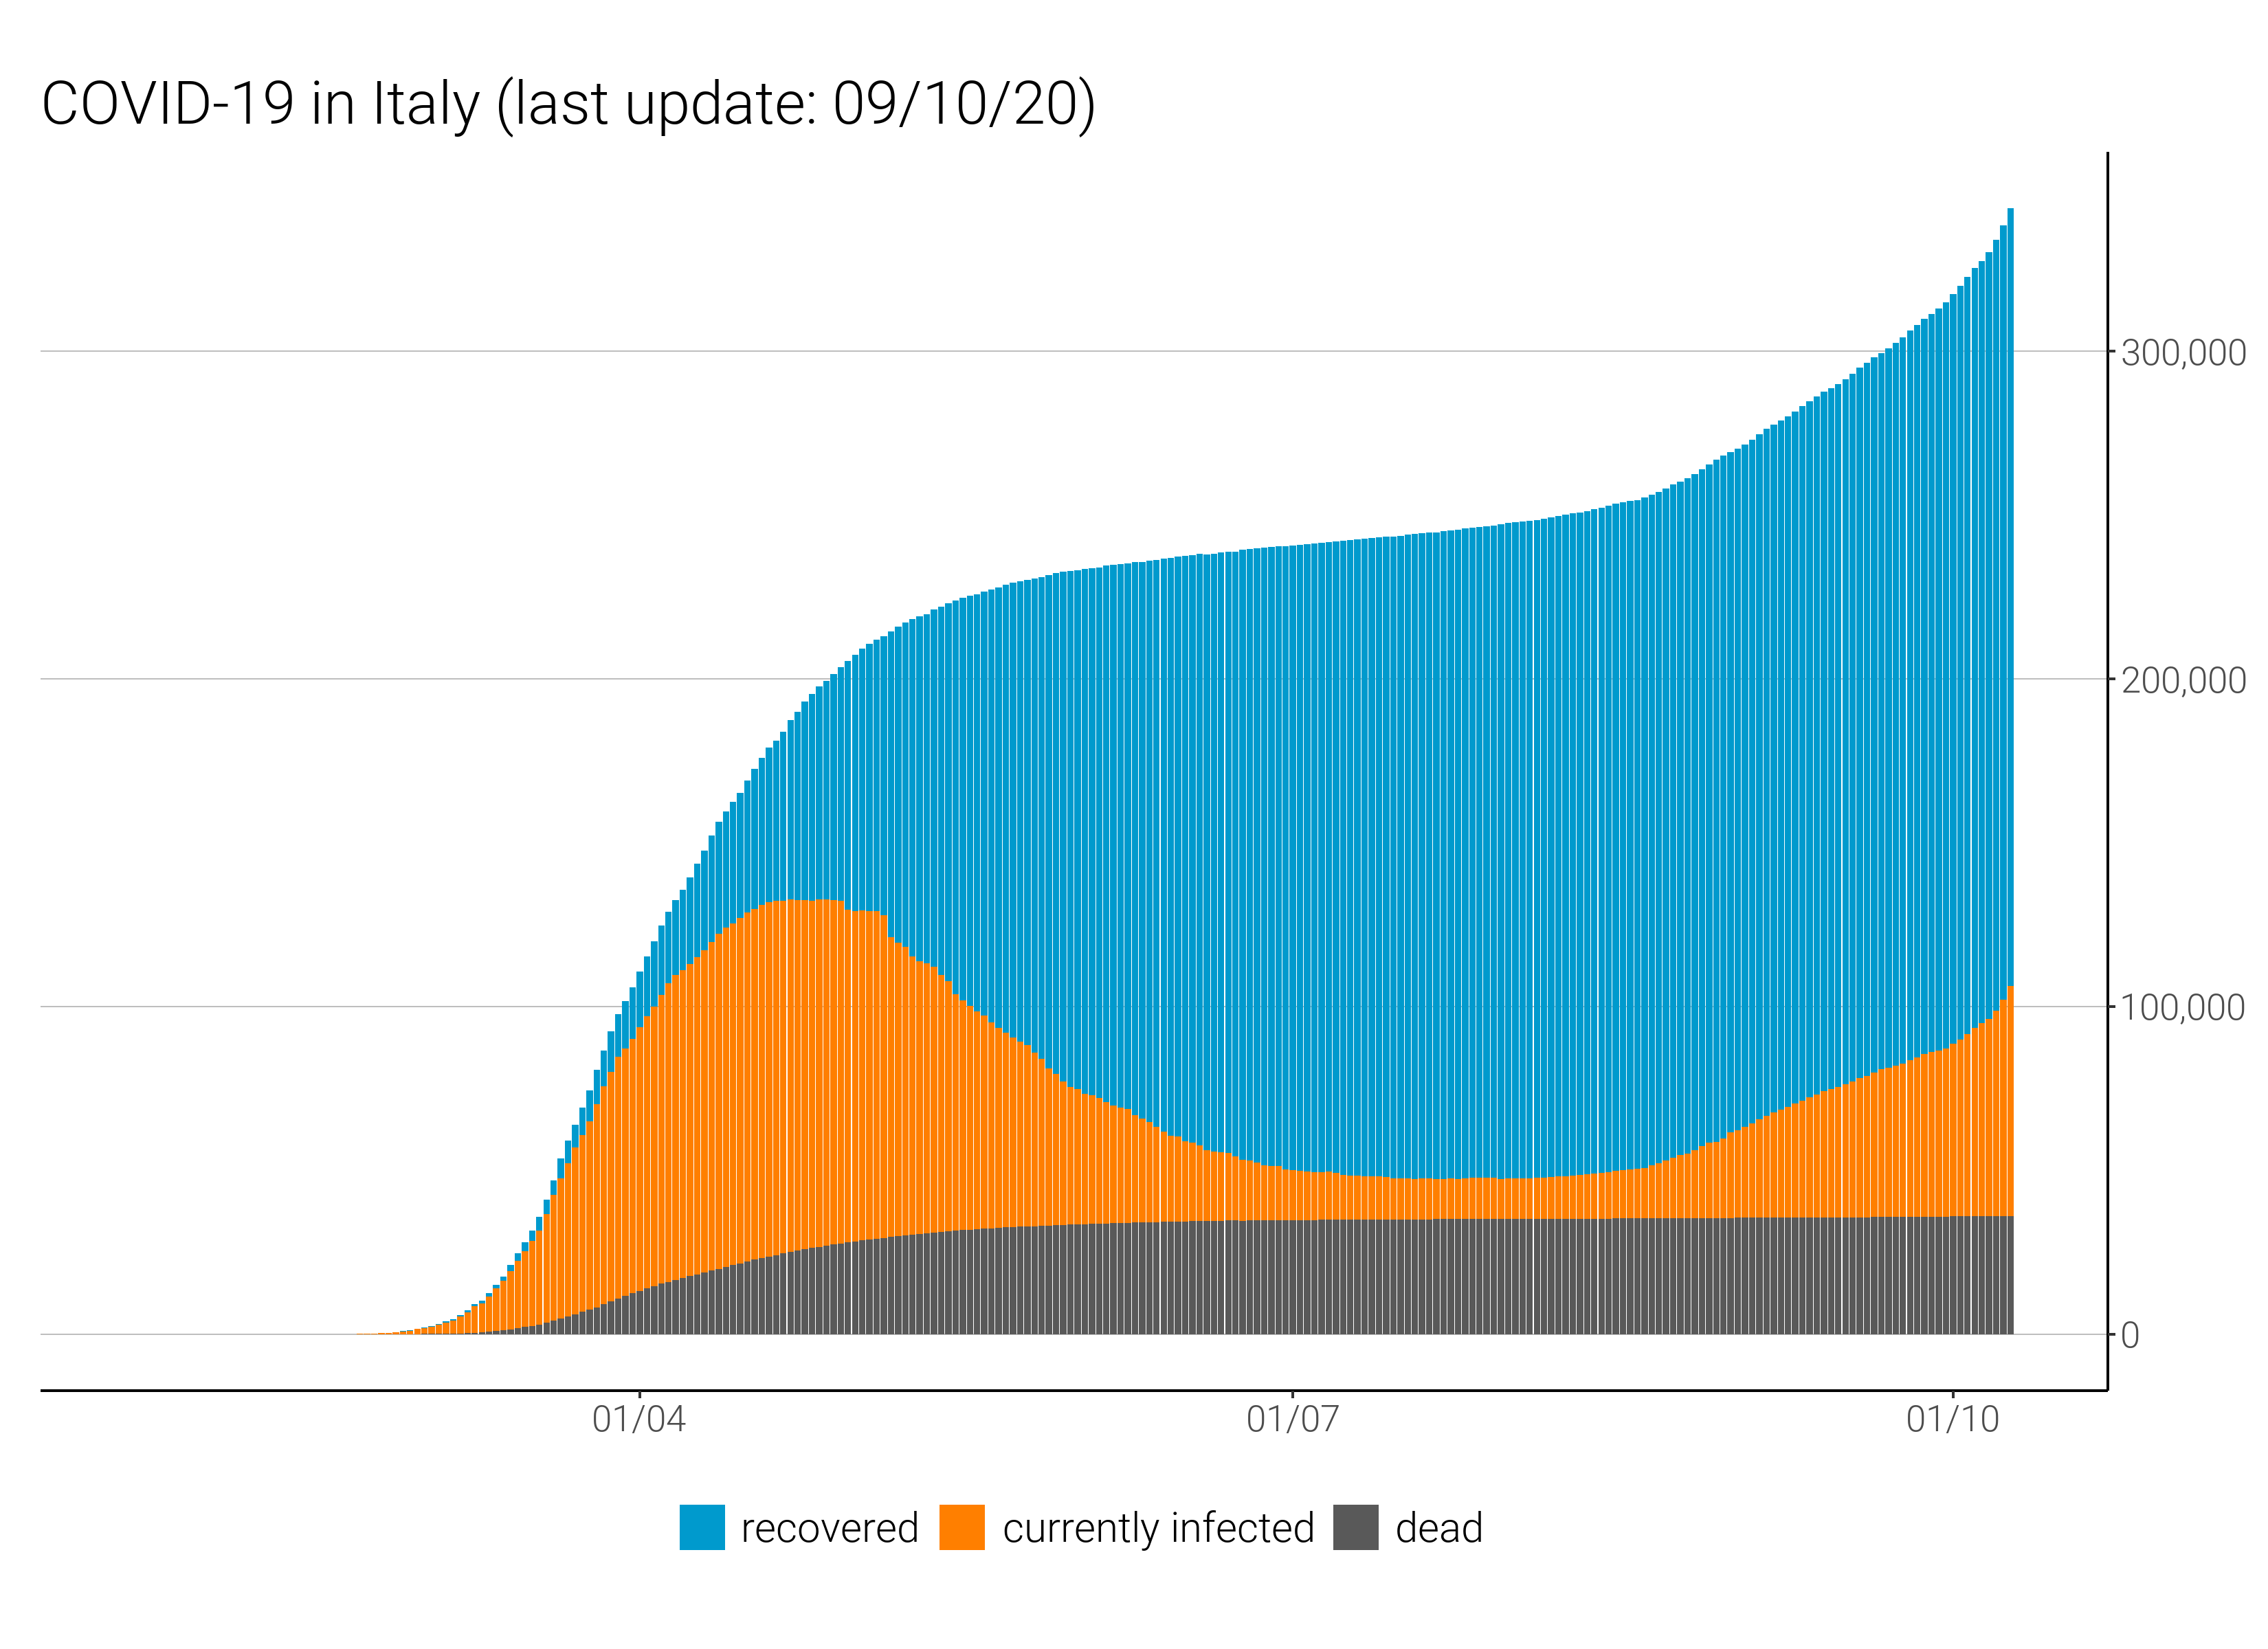 COVID-19 in Italy (last update: 09/10/20)
300,000
200,000
100,000
0
01/04 01/07 01/10
recovered currently infected dead